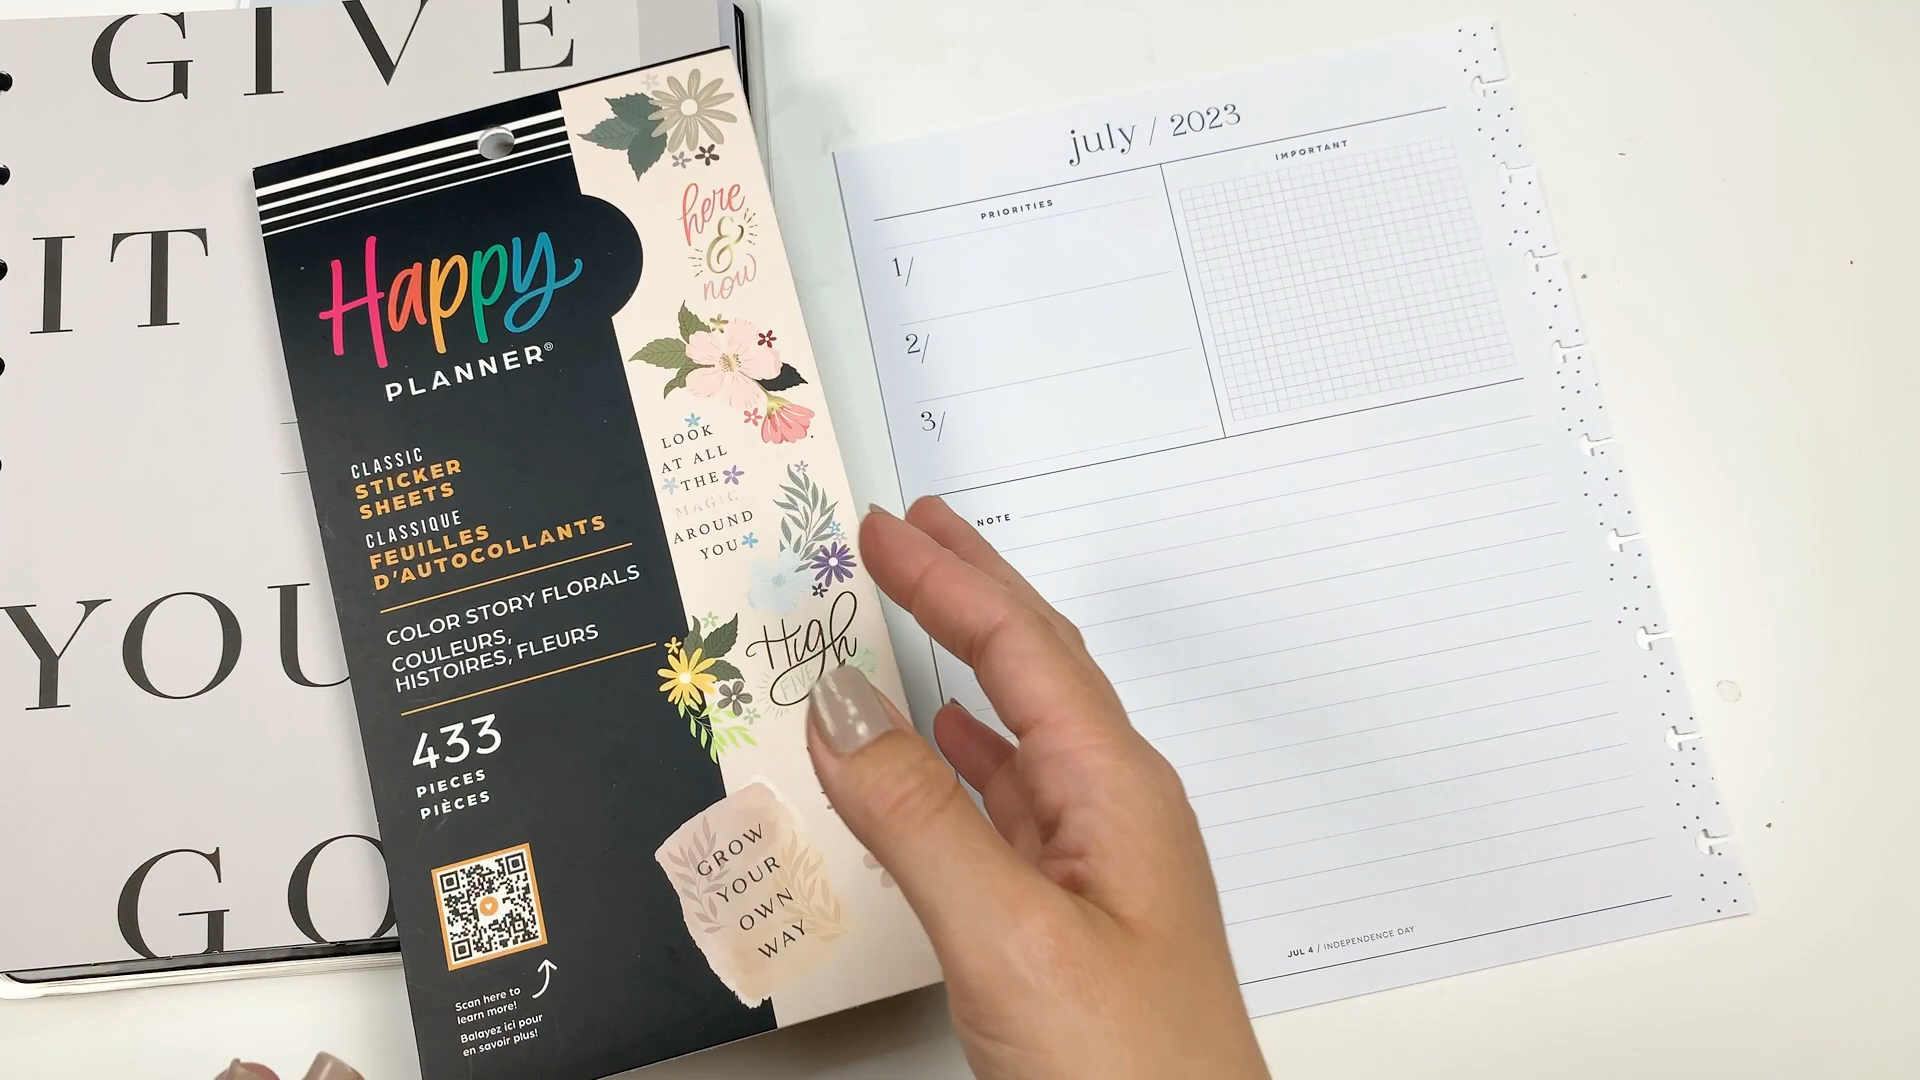 GIVE
IT
YOU
GO
Happy
PLANNER®
CLASSIC
STICKER
SHEETS
CLASSIQUE
FEUILLES
D'AUTOCOLLANTS
COLOR STORY FLORALS
COULEURS,
HISTOIRES, FLEURS
433
PIECES
PIÈCES
Scan here to
learn more!
Balayez ici pour
en savoir plus!
here
&
now
LOOK
AT ALL
THE
MAGIC
AROUND
YOU
High
FIVE
GROW
YOUR
OWN
WAY
july / 2023
PRIORITIES
IMPORTANT
1/
2/
3/
NOTE
JUL 4 / INDEPENDENCE DAY